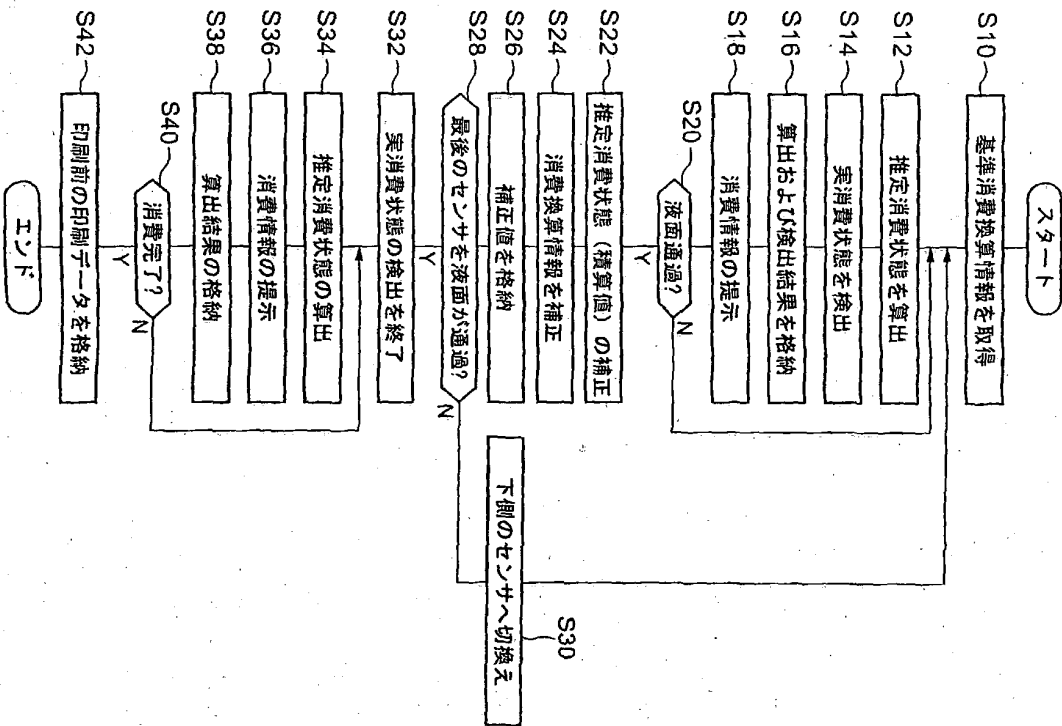 スタート
S10
基準消費換算情報を取得
S12
推定消費状態を算出
S14
実消費状態を検出
S16
算出および検出結果を格納
S18
消費情報の提示
S20
液面通過?
N
Y
S22
推定消費状態(積算値)の補正
S24
消費換算情報を補正
S26
補正値を格納
S28
最後のセンサを液面が通過?
N
Y
S30
下側のセンサへ切換え
S32
実消費状態の検出を終了
S34
推定消費状態の算出
S36
消費情報の提示
S38
算出結果の格納
S40
消費完了?
N
Y
S42
印刷前の印刷データを格納
エンド